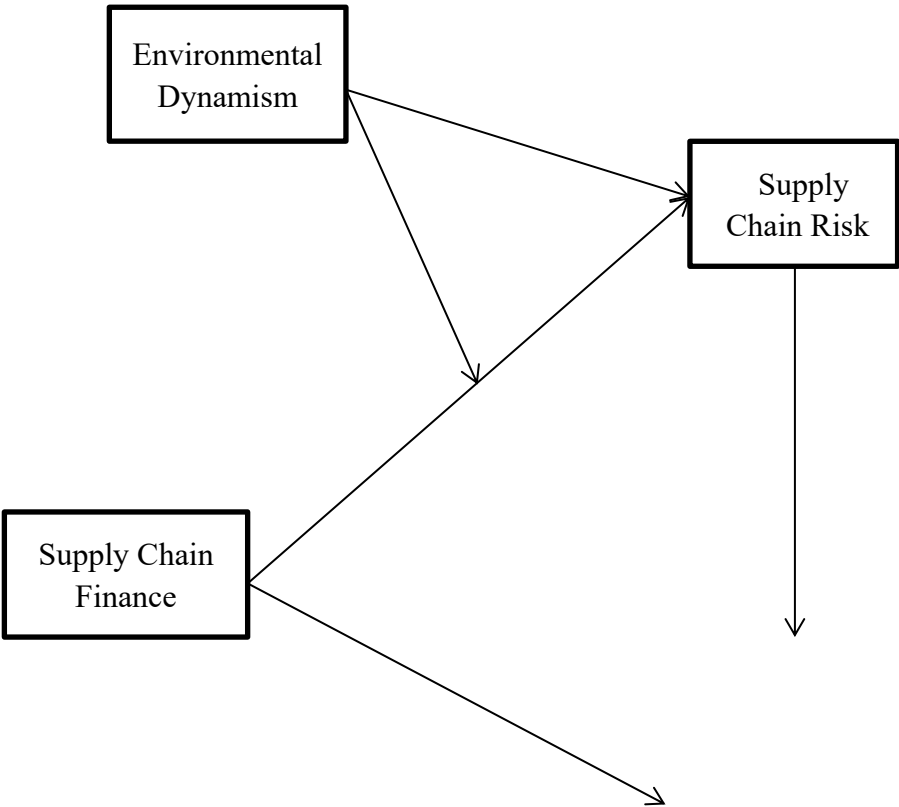 Environmental
Dynamism
Supply
Chain Risk
Supply Chain
Finance